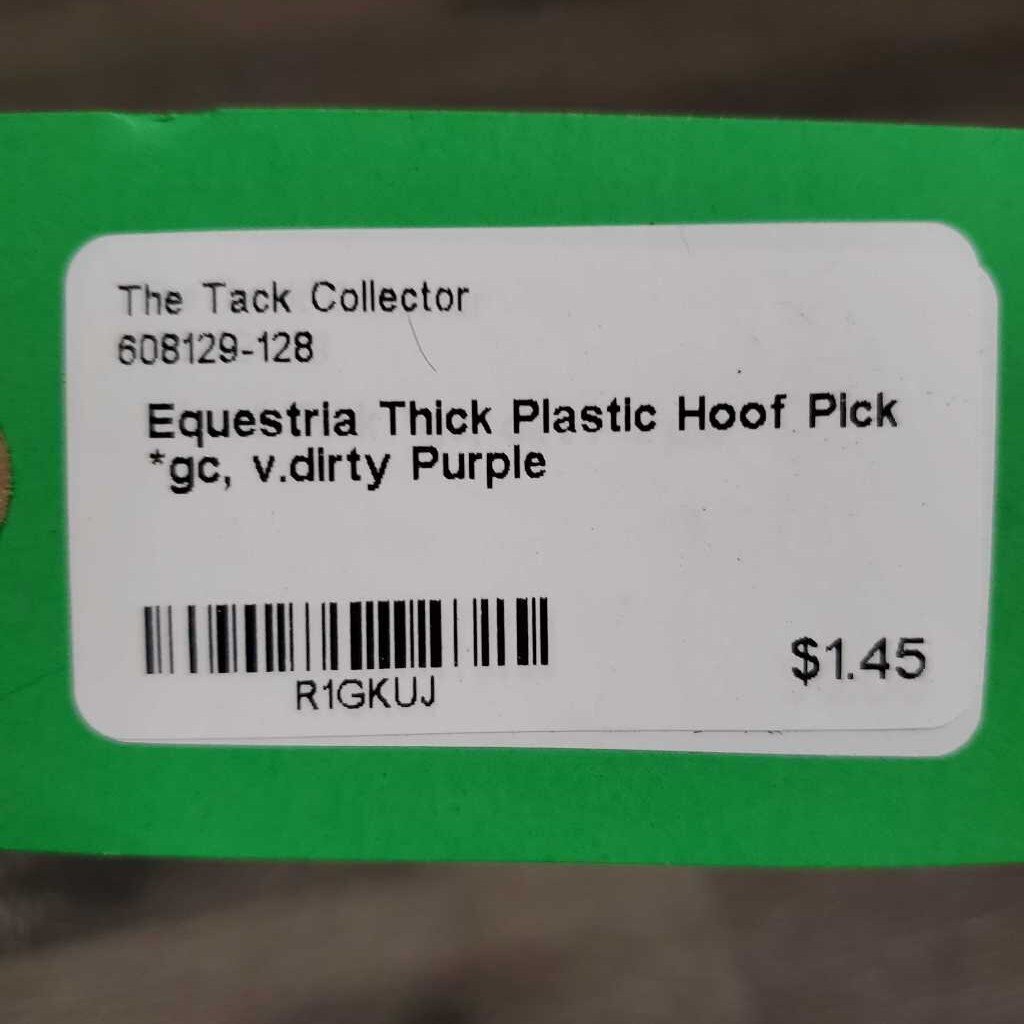 The Tack Collector
608129-128
Equestria Thick Plastic Hoof Pick
*gc, v.dirty Purple
R1GKUJ
$1.45